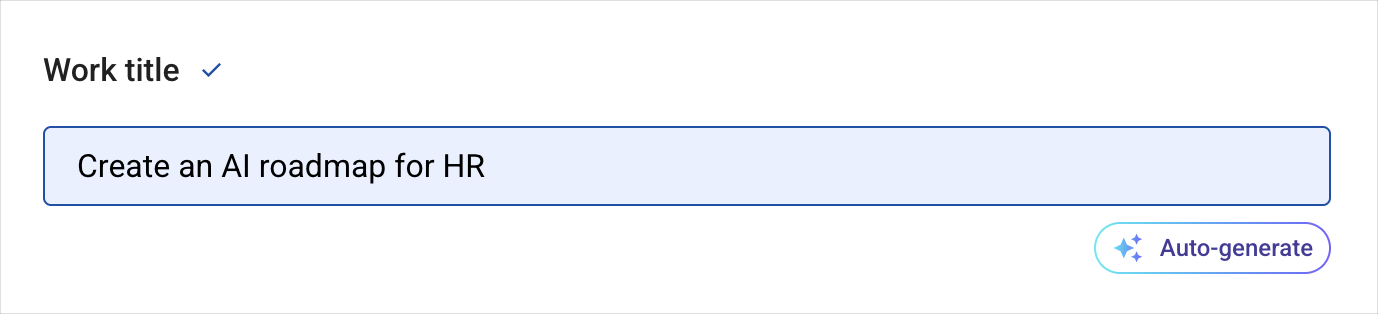 Work title
Create an AI roadmap for HR
Auto-generate